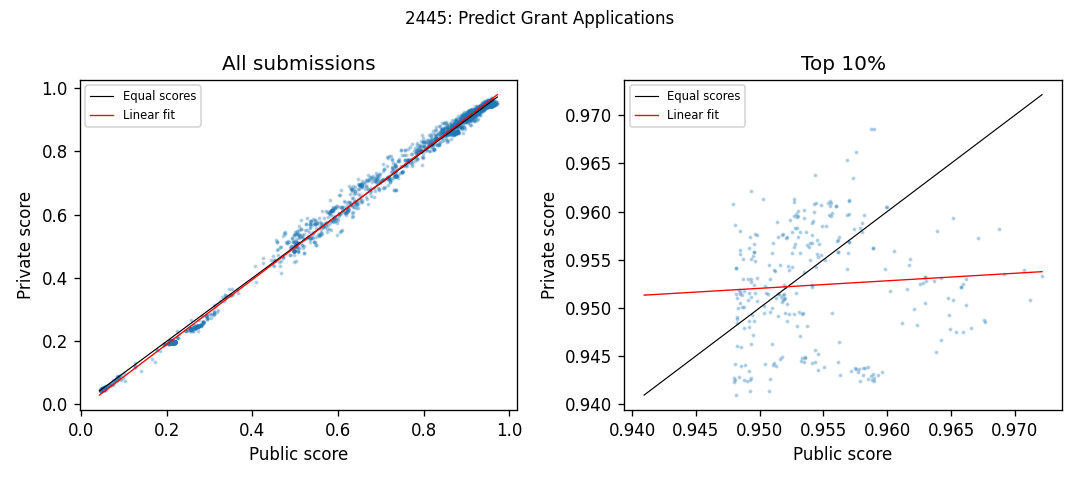 2445: Predict Grant Applications
All submissions
Equal scores
Linear fit
1.0
0.8
0.6
0.4
0.2
0.0
Private score
0.0 0.2 0.4 0.6 0.8 1.0
Public score
Top 10%
Equal scores
Linear fit
0.970
0.965
0.960
0.955
0.950
0.945
0.940
Private score
0.940 0.945 0.950 0.955 0.960 0.965 0.970
Public score